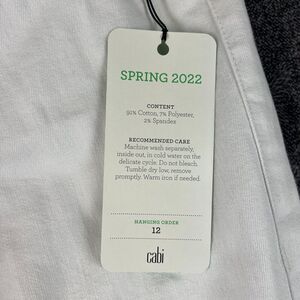 SPRING 2022
CONTENT
91% Cotton, 7% Polyester,
2% Spandex
RECOMMENDED CARE
Machine wash separately,
inside out, in cold water on the
delicate cycle. Do not bleach.
Tumble dry low, remove
promptly. Warm iron if needed.
HANGING ORDER
12
cabi